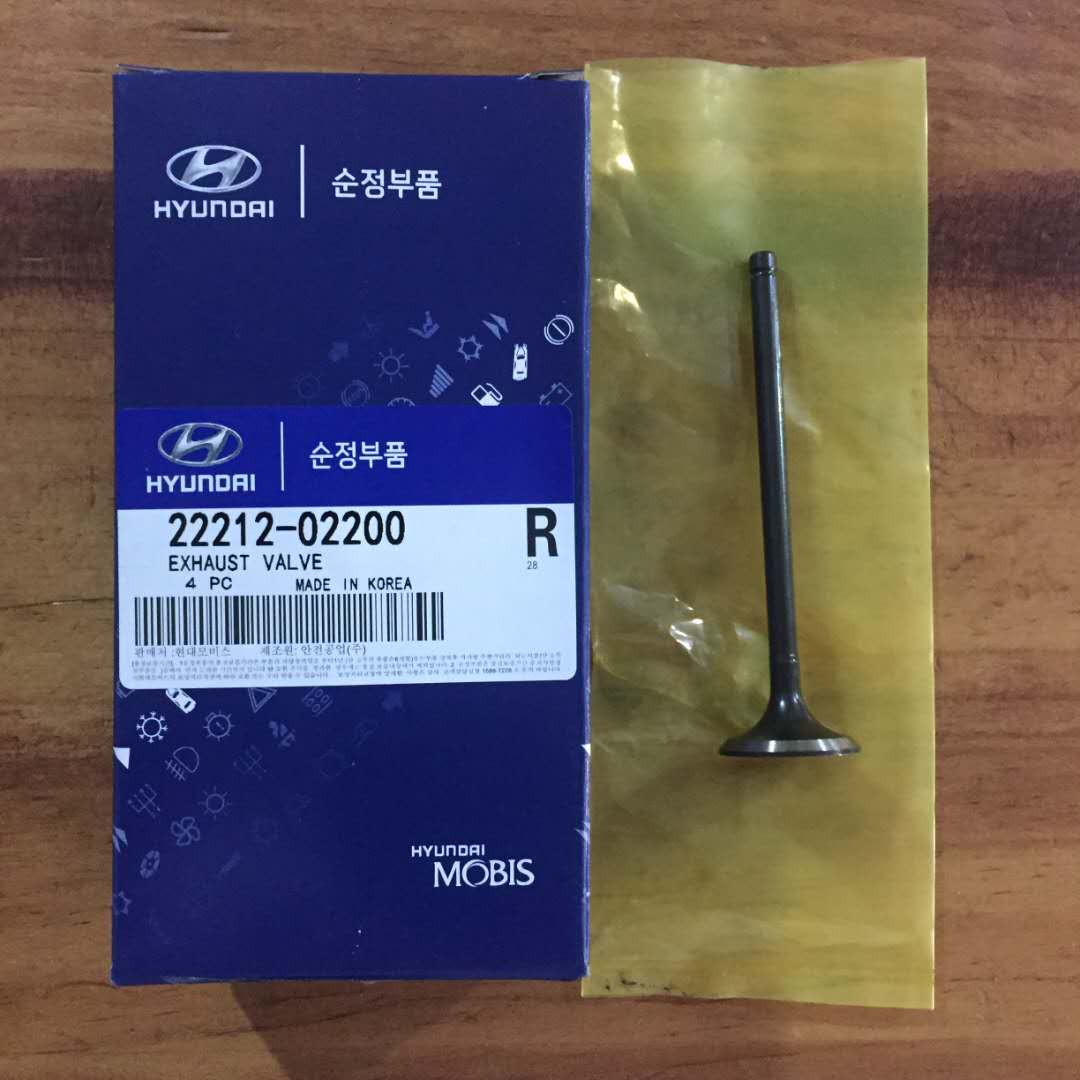 HYUNDAI
순정부품
HYUNDAI
순정부품
22212-02200
R
28
EXHAUST VALVE
4 PC MADE IN KOREA
판매처 :현대모비스 제조원: 안전공업(주)
HYUNDAI
MOBIS